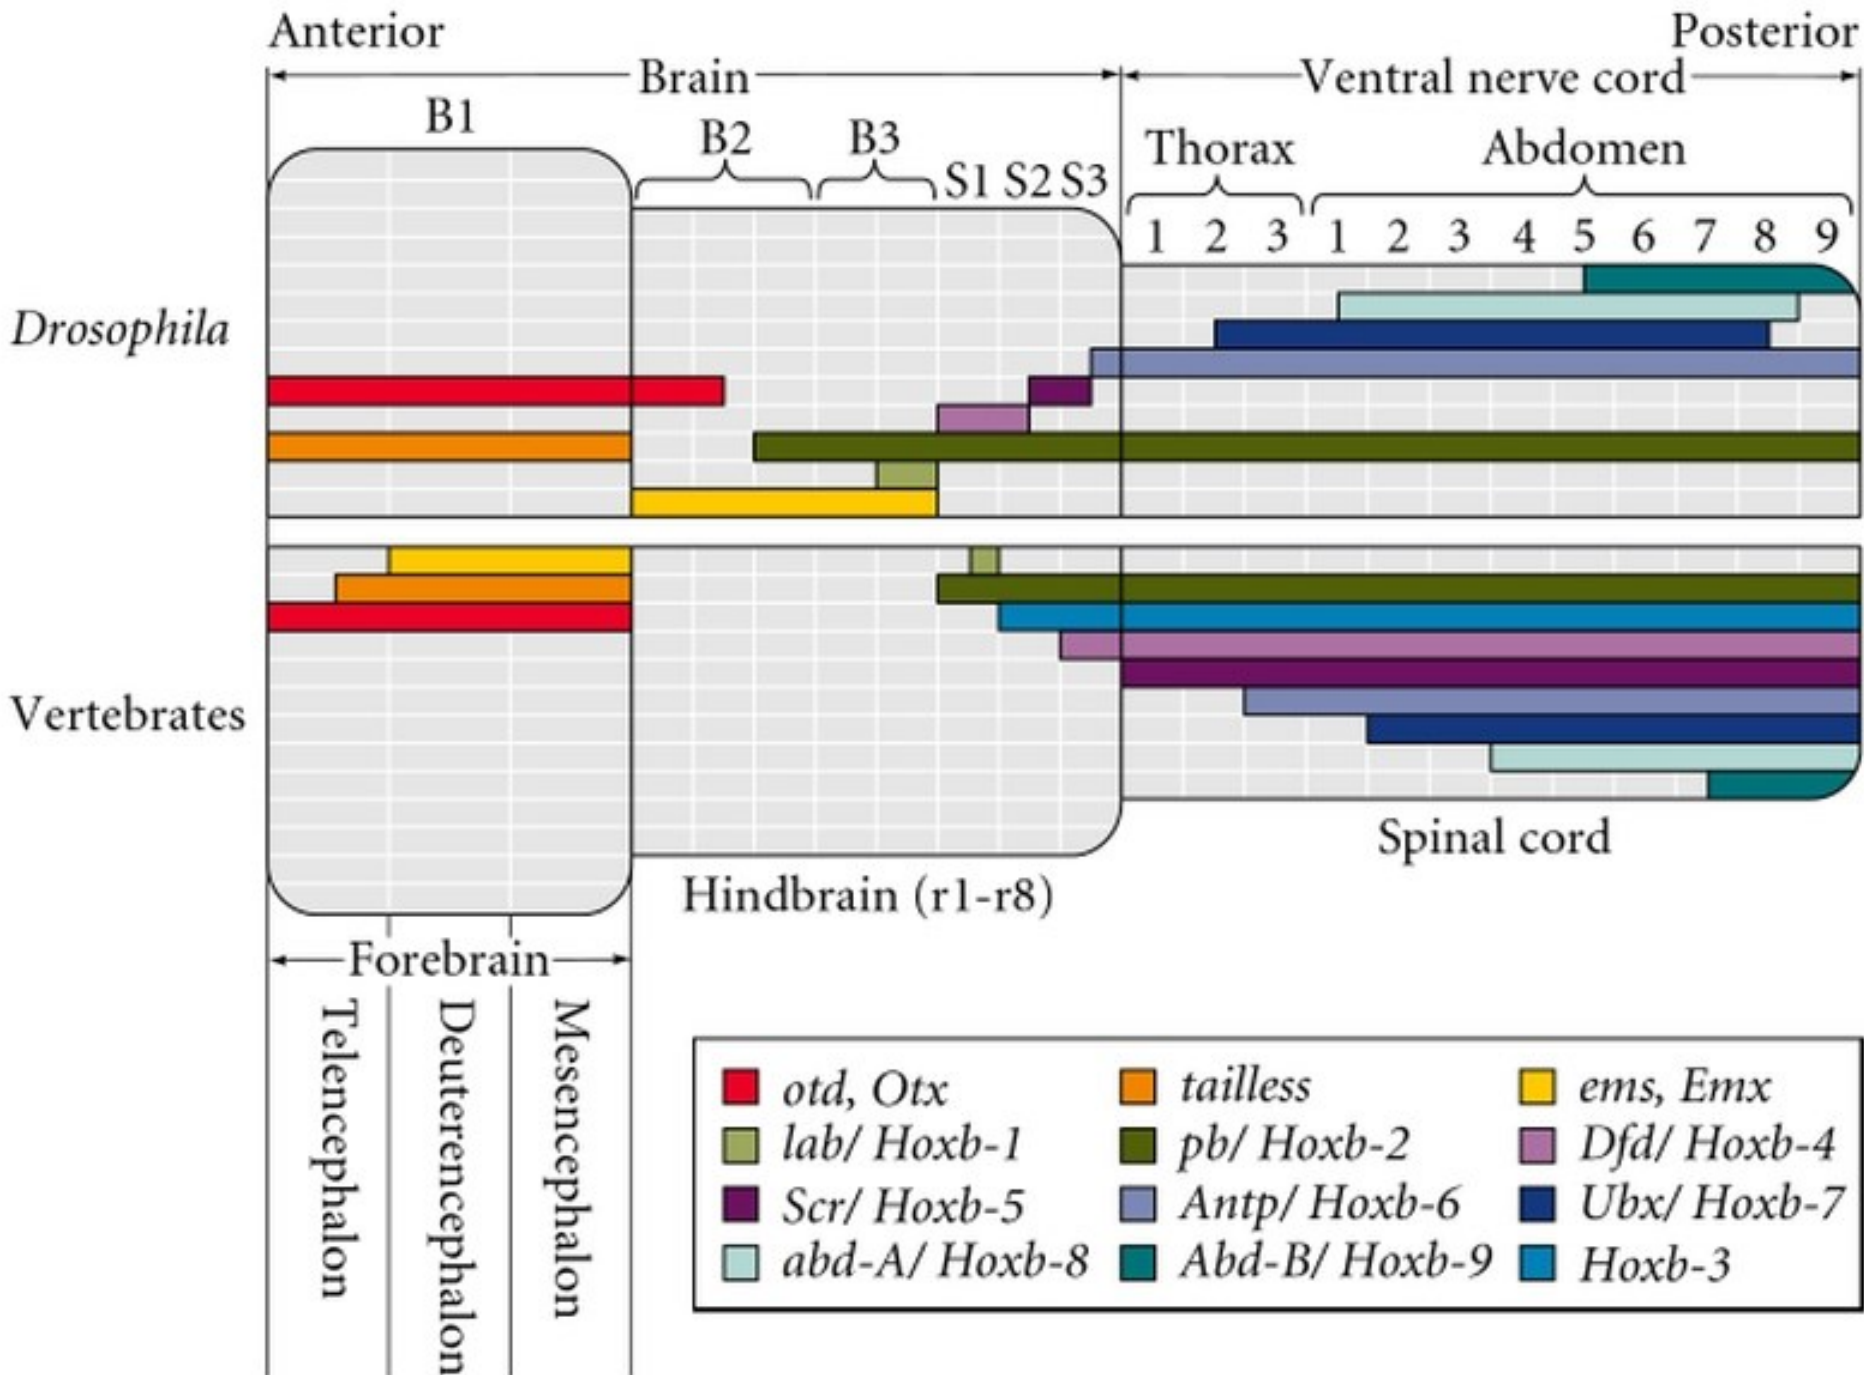 Anterior Posterior
Brain Ventral nerve cord
B1
B2 B3 Thorax Abdomen
S1 S2 S3
1 2 3 1 2 3 4 5 6 7 8 9
Drosophila
Vertebrates
Spinal cord
Hindbrain (r1-r8)
Forebrain
Telencephalon
Deuterencephalon
Mesencephalon
otd, Otx tailless ems, Emx
lab/ Hoxb-1 pb/ Hoxb-2 Dfd/ Hoxb-4
Scr/ Hoxb-5 Antp/ Hoxb-6 Ubx/ Hoxb-7
abd-A/ Hoxb-8 Abd-B/ Hoxb-9 Hoxb-3